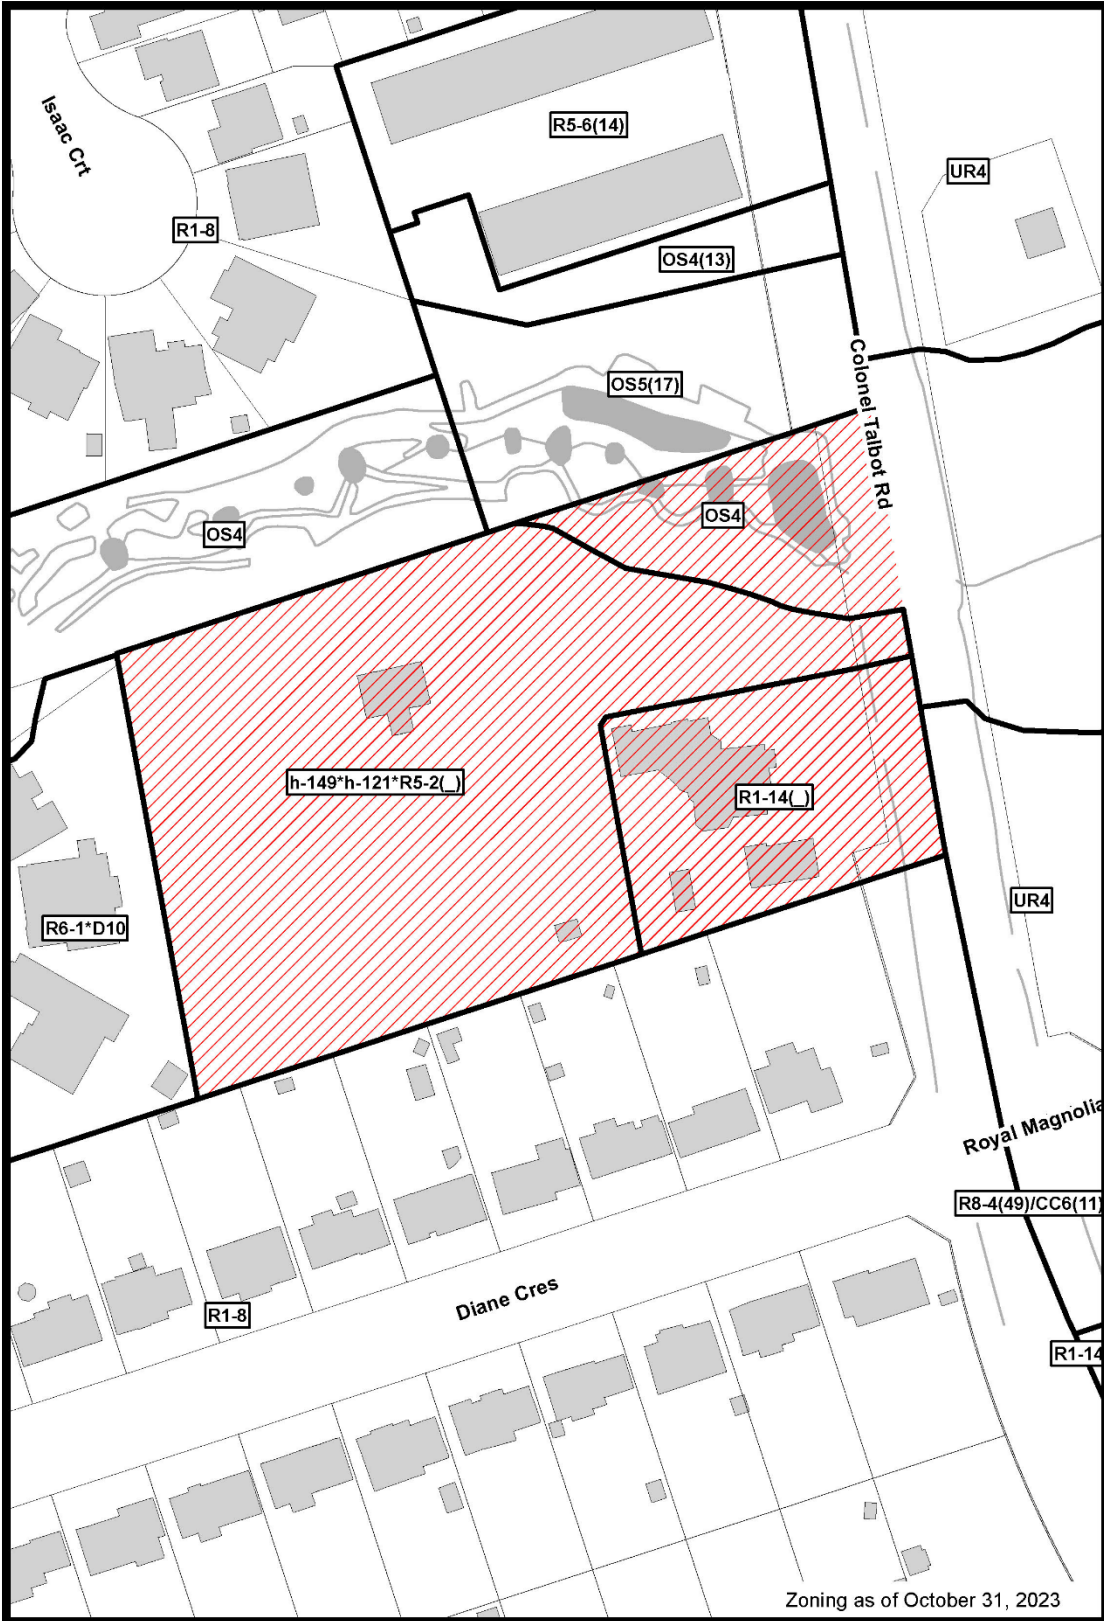 Isaac Crt
R5-6(14)
UR4
R1-8
OS4(13)
Colonel Talbot Rd
OS5(17)
OS4
OS4
h-149*h-121*R5-2(_)
R1-14(_)
R6-1*D10
UR4
Royal Magnolia
R8-4(49)/CC6(11)
Diane Cres
R1-8
R1-14
Zoning as of October 31, 2023